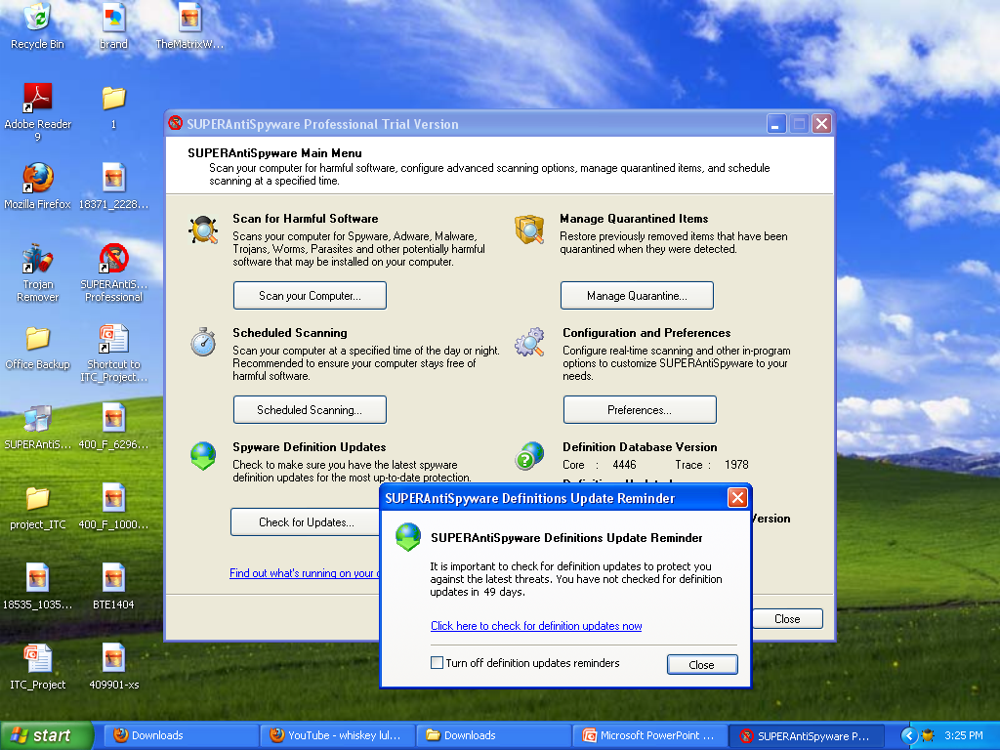 Recycle Bin
brand
TheMatrixW...
Adobe Reader
9
1
Mozilla Firefox
18371_2228...
Trojan
Remover
SUPERAntiS...
Professional
Office Backup
Shortcut to
ITC_Project...
SUPERAntiS...
400_F_6296...
project_ITC
400_F_1000...
18535_1035...
BTE1404
ITC_Project
409901-xs
SUPERAntiSpyware Professional Trial Version
SUPERAntiSpyware Main Menu
Scan your computer for harmful software, configure advanced scanning options, manage quarantined items, and schedule
scanning at a specified time.
Scan for Harmful Software
Scans your computer for Spyware, Adware, Malware,
Trojans, Worms, Parasites and other potentially harmful
software that may be installed on your computer.
Scan your Computer...
Manage Quarantined Items
Restore previously removed items that have been
quarantined when they were detected.
Manage Quarantine...
Scheduled Scanning
Scan your computer at a specified time of the day or night.
Recommended to ensure your computer stays free of
harmful software.
Scheduled Scanning...
Configuration and Preferences
Configure real-time scanning and other in-program
options to customize SUPERAntiSpyware to your
needs.
Preferences...
Spyware Definition Updates
Check to make sure you have the latest spyware
definition updates for the most up-to-date protection.
Check for Updates...
Find out what's running on your
Definition Database Version
Core : 4446 Trace : 1978
Version
Close
SUPERAntiSpyware Definitions Update Reminder
SUPERAntiSpyware Definitions Update Reminder
It is important to check for definition updates to protect you
against the latest threats. You have not checked for definition
updates in 49 days.
Click here to check for definition updates now
Turn off definition updates reminders
Close
start
Downloads
YouTube - whiskey lul...
Downloads
Microsoft PowerPoint ...
SUPERAntiSpyware P...
3:25 PM